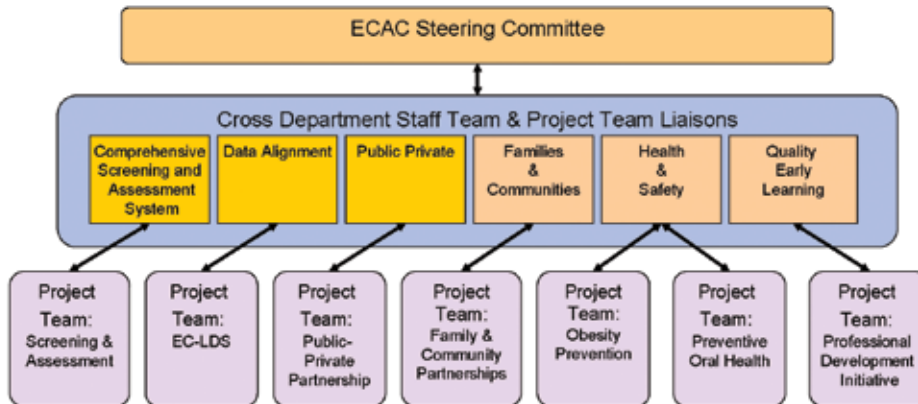 ECAC Steering Committee
Cross Department Staff Team & Project Team Liaisons
Comprehensive
Screening and
Assessment
System
Data Alignment
Public Private
Families
&
Communities
Health
&
Safety
Quality
Early
Learning
Project
Team:
Screening &
Assessment
Project
Team:
EC-LDS
Project
Team:
Public-
Private
Partnership
Project
Team:
Family &
Community
Partnerships
Project
Team:
Obesity
Prevention
Project
Team:
Preventive
Oral Health
Project
Team:
Professional
Development
Initiative